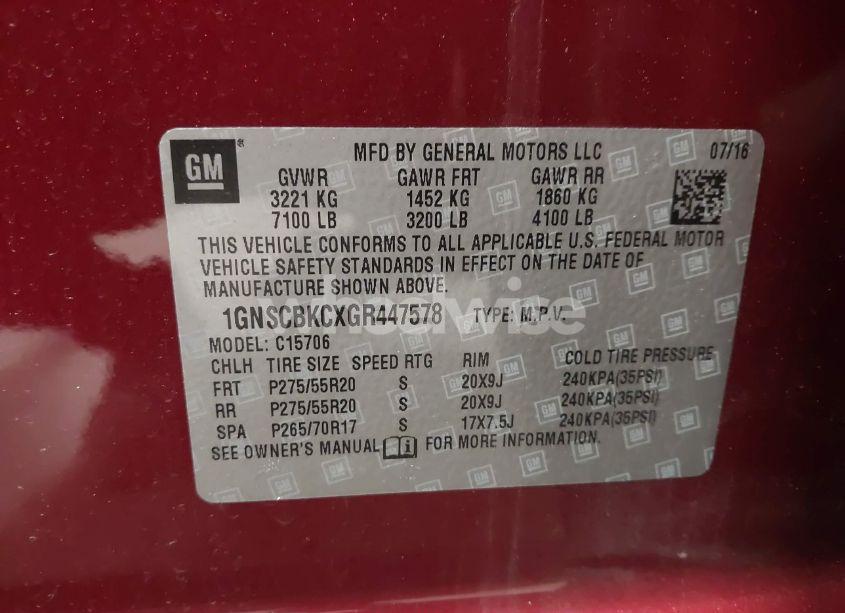 GM® MFD BY GENERAL MOTORS LLC 07/16
GVWR GAWR FRT GAWR RR
3221 KG 1452 KG 1860 KG
7100 LB 3200 LB 4100 LB
THIS VEHICLE CONFORMS TO ALL APPLICABLE U.S. FEDERAL MOTOR
VEHICLE SAFETY STANDARDS IN EFFECT ON THE DATE OF
MANUFACTURE SHOWN ABOVE.
1GNSCBKCXGR447578 TYPE: M.P.V.
wheelwise
MODEL: C15706
CHLH TIRE SIZE SPEED RTG RIM COLD TIRE PRESSURE
FRT P275/55R20 S 20X9J 240KPA(35PSI)
RR P275/55R20 S 20X9J 240KPA(35PSI)
SPA P265/70R17 S 17X7.5J 240KPA(35PSI)
SEE OWNER'S MANUAL FOR MORE INFORMATION.